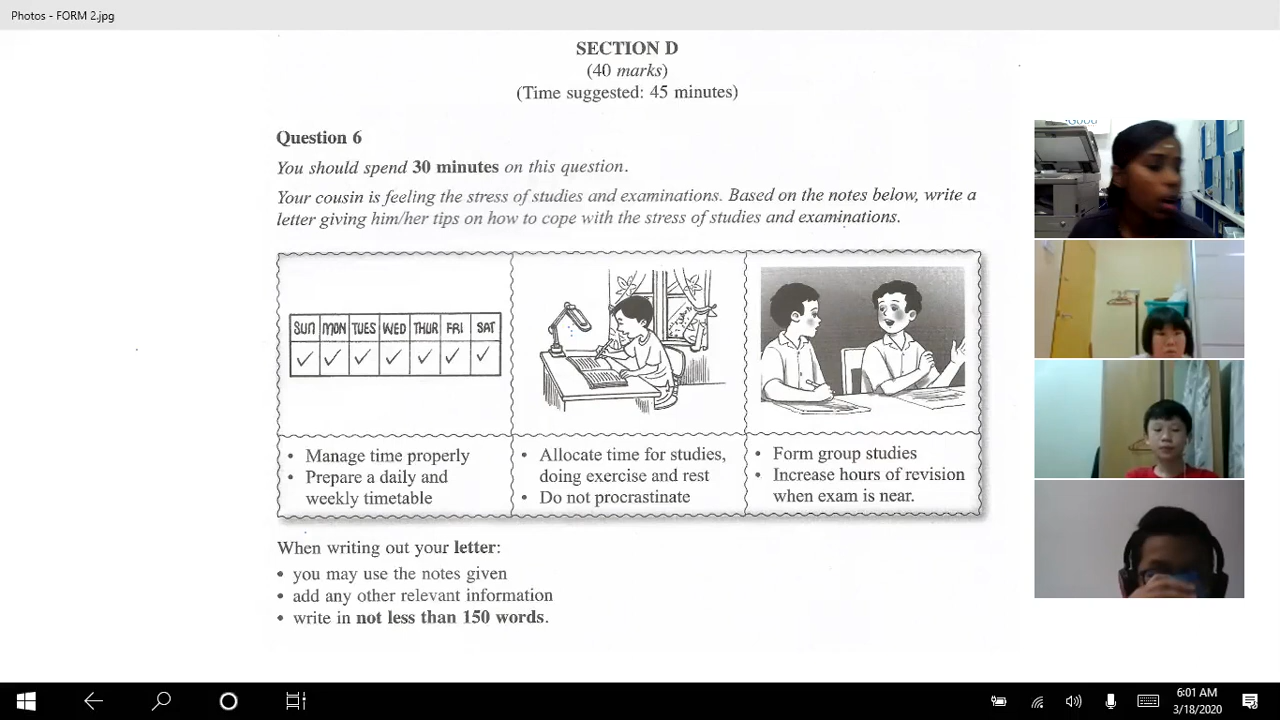 Photos - FORM 2.jpg
SECTION D
(40 marks)
(Time suggested: 45 minutes)
Question 6
You should spend 30 minutes on this question.
Your cousin is feeling the stress of studies and examinations. Based on the notes below, write a
letter giving him/her tips on how to cope with the stress of studies and examinations.
SUN MON TUES WED THUR FRI SAT
• Manage time properly
• Prepare a daily and
weekly timetable
• Allocate time for studies,
doing exercise and rest
• Do not procrastinate
• Form group studies
• Increase hours of revision
when exam is near.
When writing out your letter:
• you may use the notes given
• add any other relevant information
• write in not less than 150 words.
6:01 AM
3/18/2020